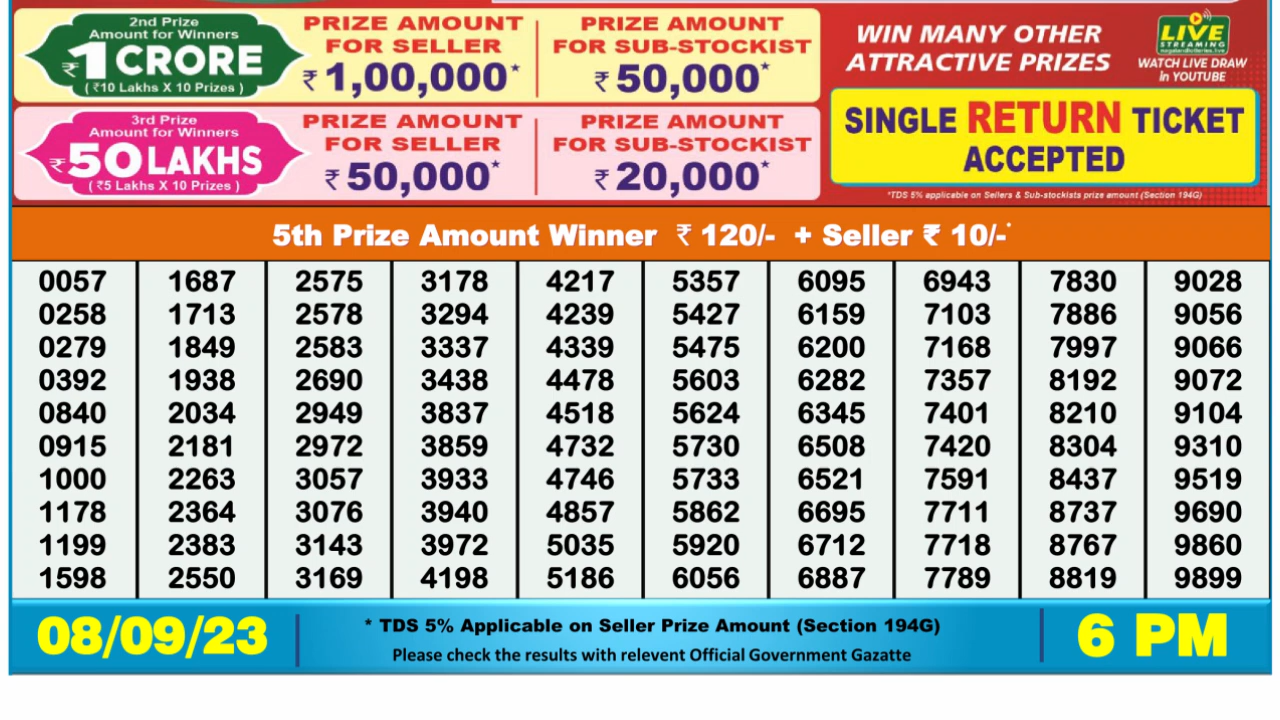 2nd Prize
Amount for Winners
₹1 CRORE
( ₹10 Lakhs X 10 Prizes )
PRIZE AMOUNT
FOR SELLER
₹ 1,00,000*
PRIZE AMOUNT
FOR SUB-STOCKIST
₹ 50,000*
WIN MANY OTHER
ATTRACTIVE PRIZES
LIVE
STREAMING
WATCH LIVE DRAW
in YOUTUBE
3rd Prize
Amount for Winners
₹50 LAKHS
( ₹5 Lakhs X 10 Prizes )
PRIZE AMOUNT
FOR SELLER
₹ 50,000*
PRIZE AMOUNT
FOR SUB-STOCKIST
₹ 20,000*
SINGLE RETURN TICKET
ACCEPTED
*TDS 5% applicable on Sellers & Sub-stockists prize amount (Section 194G)
5th Prize Amount Winner ₹ 120/- + Seller ₹ 10/-*
0057 1687 2575 3178 4217 5357 6095 6943 7830 9028
0258 1713 2578 3294 4239 5427 6159 7103 7886 9056
0279 1849 2583 3337 4339 5475 6200 7168 7997 9066
0392 1938 2690 3438 4478 5603 6282 7357 8192 9072
0840 2034 2949 3837 4518 5624 6345 7401 8210 9104
0915 2181 2972 3859 4732 5730 6508 7420 8304 9310
1000 2263 3057 3933 4746 5733 6521 7591 8437 9519
1178 2364 3076 3940 4857 5862 6695 7711 8737 9690
1199 2383 3143 3972 5035 5920 6712 7718 8767 9860
1598 2550 3169 4198 5186 6056 6887 7789 8819 9899
08/09/23
* TDS 5% Applicable on Seller Prize Amount (Section 194G)
Please check the results with relevent Official Government Gazatte
6 PM